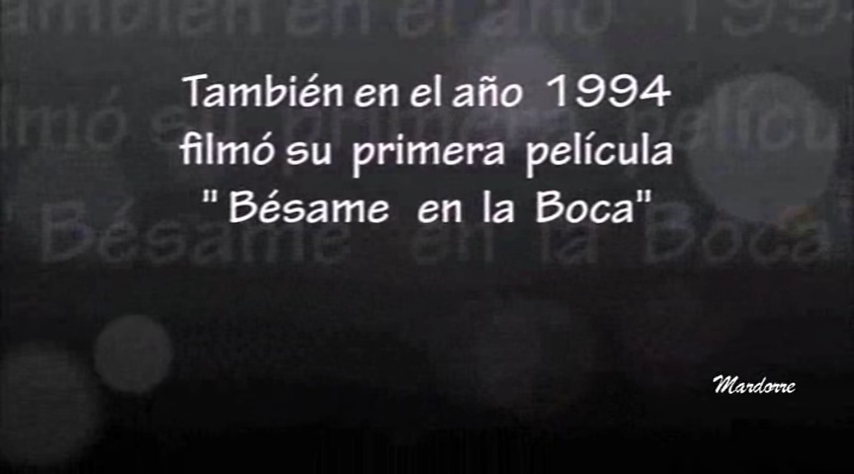 También en el año 1994
filmó su primera película
" Bésame en la Boca"
Mardorre